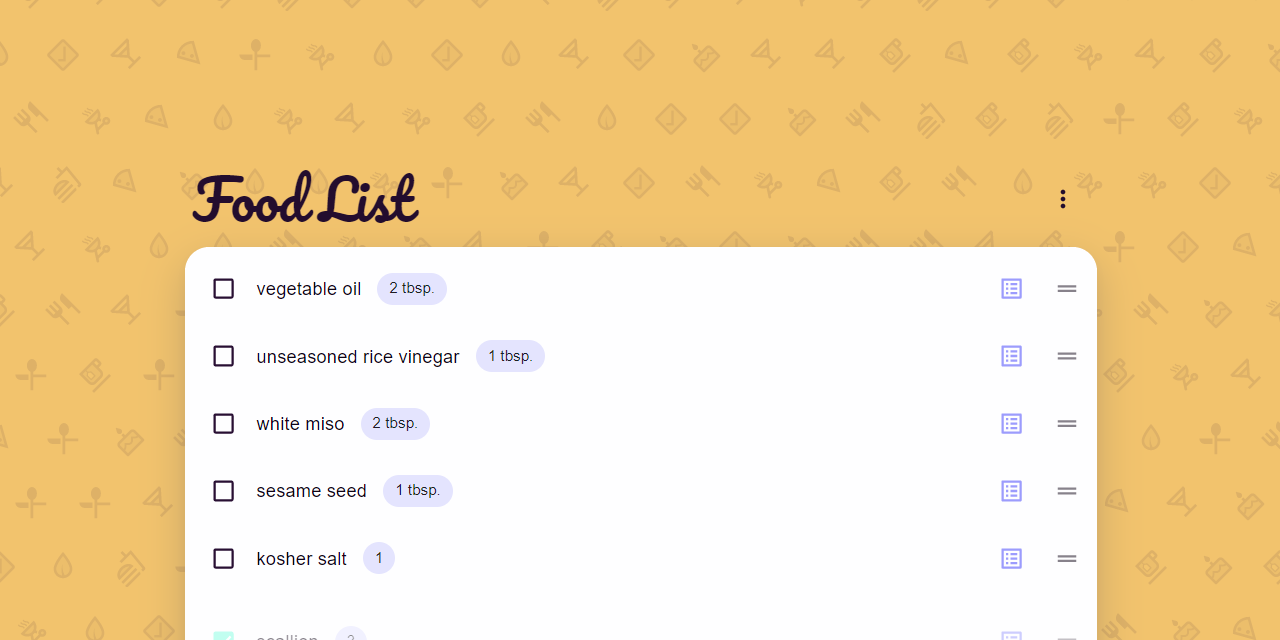 Food List
vegetable oil 2 tbsp.
unseasoned rice vinegar 1 tbsp.
white miso 2 tbsp.
sesame seed 1 tbsp.
kosher salt 1
scallion 2